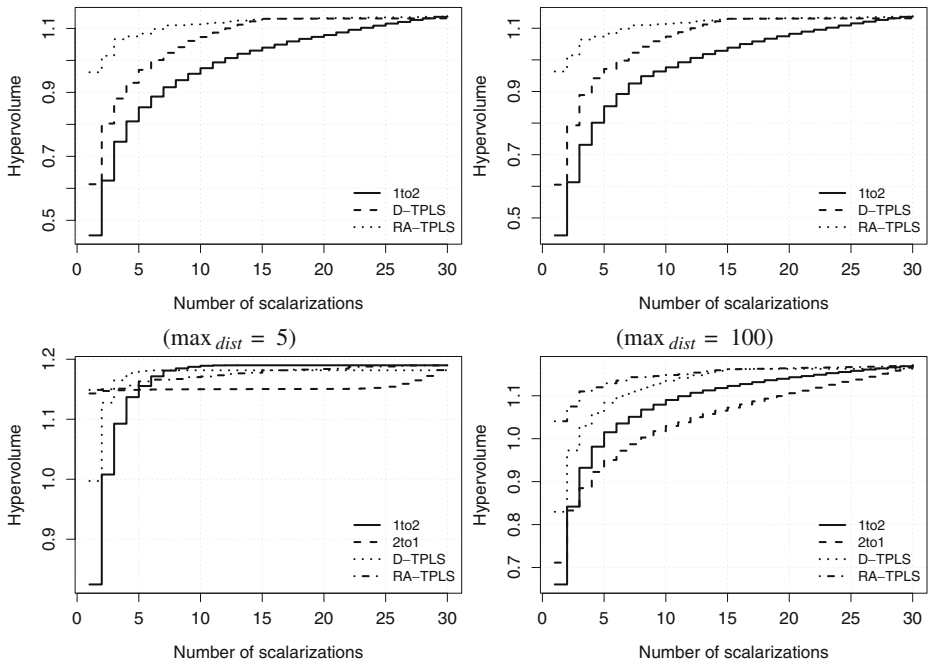 Hypervolume
0.5 0.7 0.9 1.1
1to2
D−TPLS
RA−TPLS
0 5 10 15 20 25 30
Number of scalarizations
Hypervolume
0.5 0.7 0.9 1.1
1to2
D−TPLS
RA−TPLS
0 5 10 15 20 25 30
Number of scalarizations
(max dist = 5)
(max dist = 100)
Hypervolume
0.9 1.0 1.1 1.2
1to2
2to1
D−TPLS
RA−TPLS
0 5 10 15 20 25 30
Number of scalarizations
Hypervolume
0.7 0.8 0.9 1.0 1.1
1to2
2to1
D−TPLS
RA−TPLS
0 5 10 15 20 25 30
Number of scalarizations